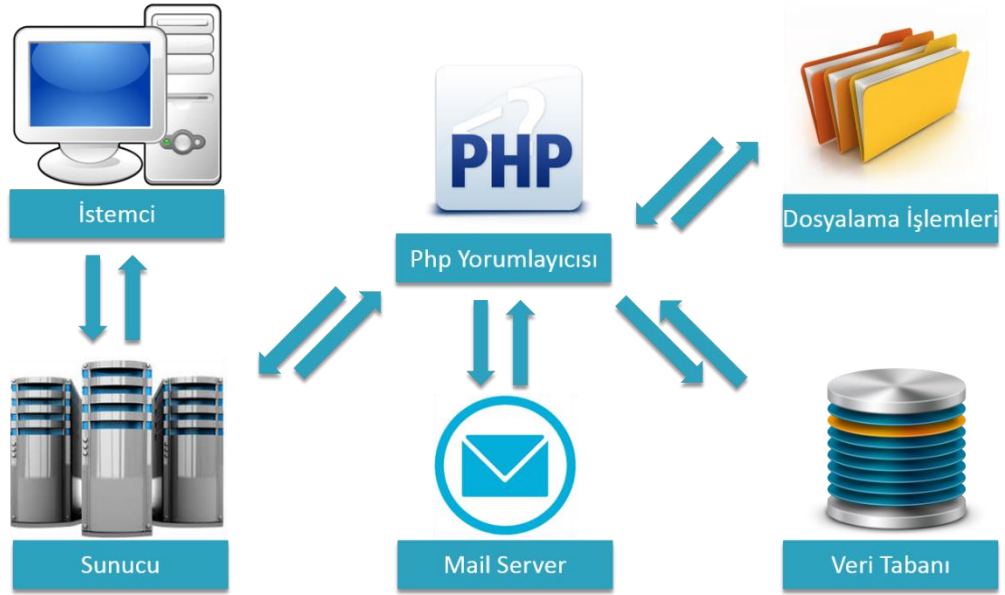 PHP
İstemci
Php Yorumlayıcısı
Dosyalama İşlemleri
Sunucu
Mail Server
Veri Tabanı